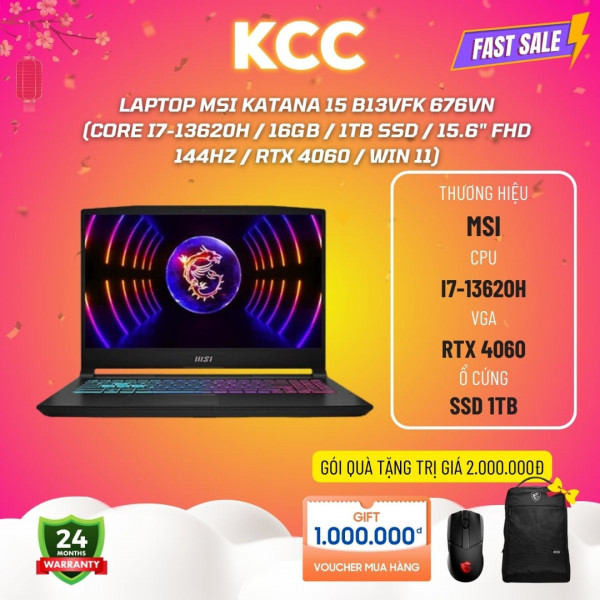 KCC
FAST SALE
LAPTOP MSI KATANA 15 B13VFK 676VN
(CORE I7-13620H / 16GB / 1TB SSD / 15.6" FHD
144HZ / RTX 4060 / WIN 11)
THƯƠNG HIỆU
MSI
CPU
I7-13620H
VGA
RTX 4060
Ổ CỨNG
SSD 1TB
msi
GÓI QUÀ TẶNG TRỊ GIÁ 2.000.000Đ
24
MONTHS
WARRANTY
GIFT
1.000.000đ
VOUCHER MUA HÀNG